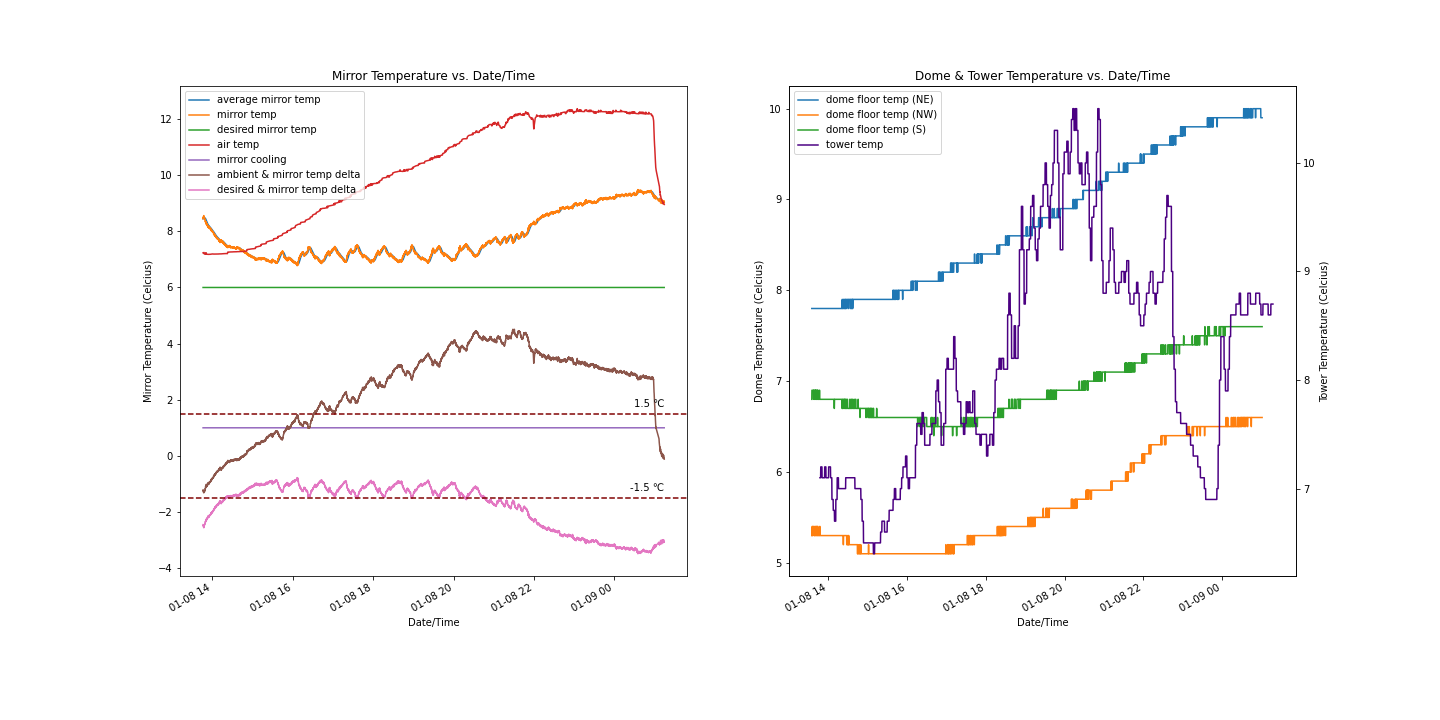 Mirror Temperature vs. Date/Time
average mirror temp
mirror temp
desired mirror temp
air temp
mirror cooling
ambient & mirror temp delta
desired & mirror temp delta
12
10
8
6
4
2
0
−2
−4
Mirror Temperature (Celcius)
1.5 °C
-1.5 °C
01-08 14
01-08 16
01-08 18
01-08 20
01-08 22
01-09 00
Date/Time
Dome & Tower Temperature vs. Date/Time
dome floor temp (NE)
dome floor temp (NW)
dome floor temp (S)
tower temp
10
9
8
7
6
5
Dome Temperature (Celcius)
10
9
8
7
Tower Temperature (Celcius)
01-08 14
01-08 16
01-08 18
01-08 20
01-08 22
01-09 00
Date/Time